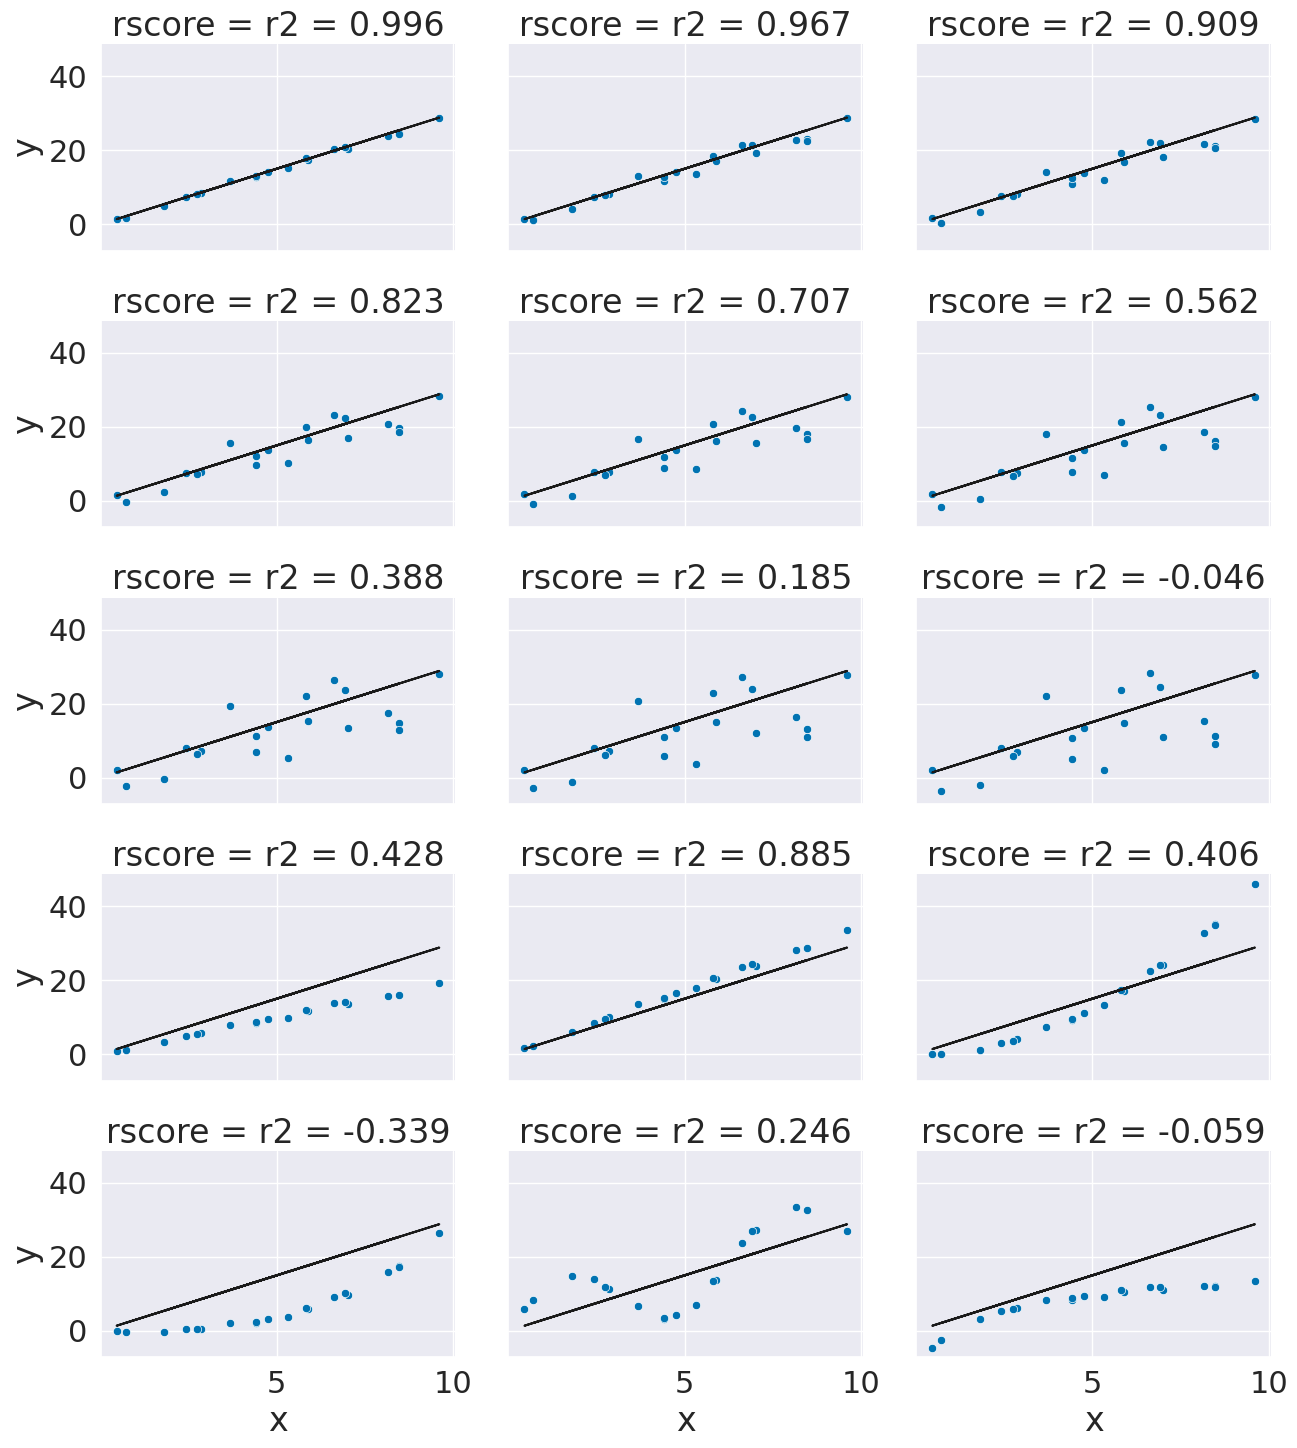 rscore = r2 = 0.996
rscore = r2 = 0.967
rscore = r2 = 0.909
40
20
0
y
rscore = r2 = 0.823
rscore = r2 = 0.707
rscore = r2 = 0.562
40
20
0
y
rscore = r2 = 0.388
rscore = r2 = 0.185
rscore = r2 = -0.046
40
20
0
y
rscore = r2 = 0.428
rscore = r2 = 0.885
rscore = r2 = 0.406
40
20
0
y
rscore = r2 = -0.339
rscore = r2 = 0.246
rscore = r2 = -0.059
40
20
0
y
5
10
5
10
5
10
x
x
x